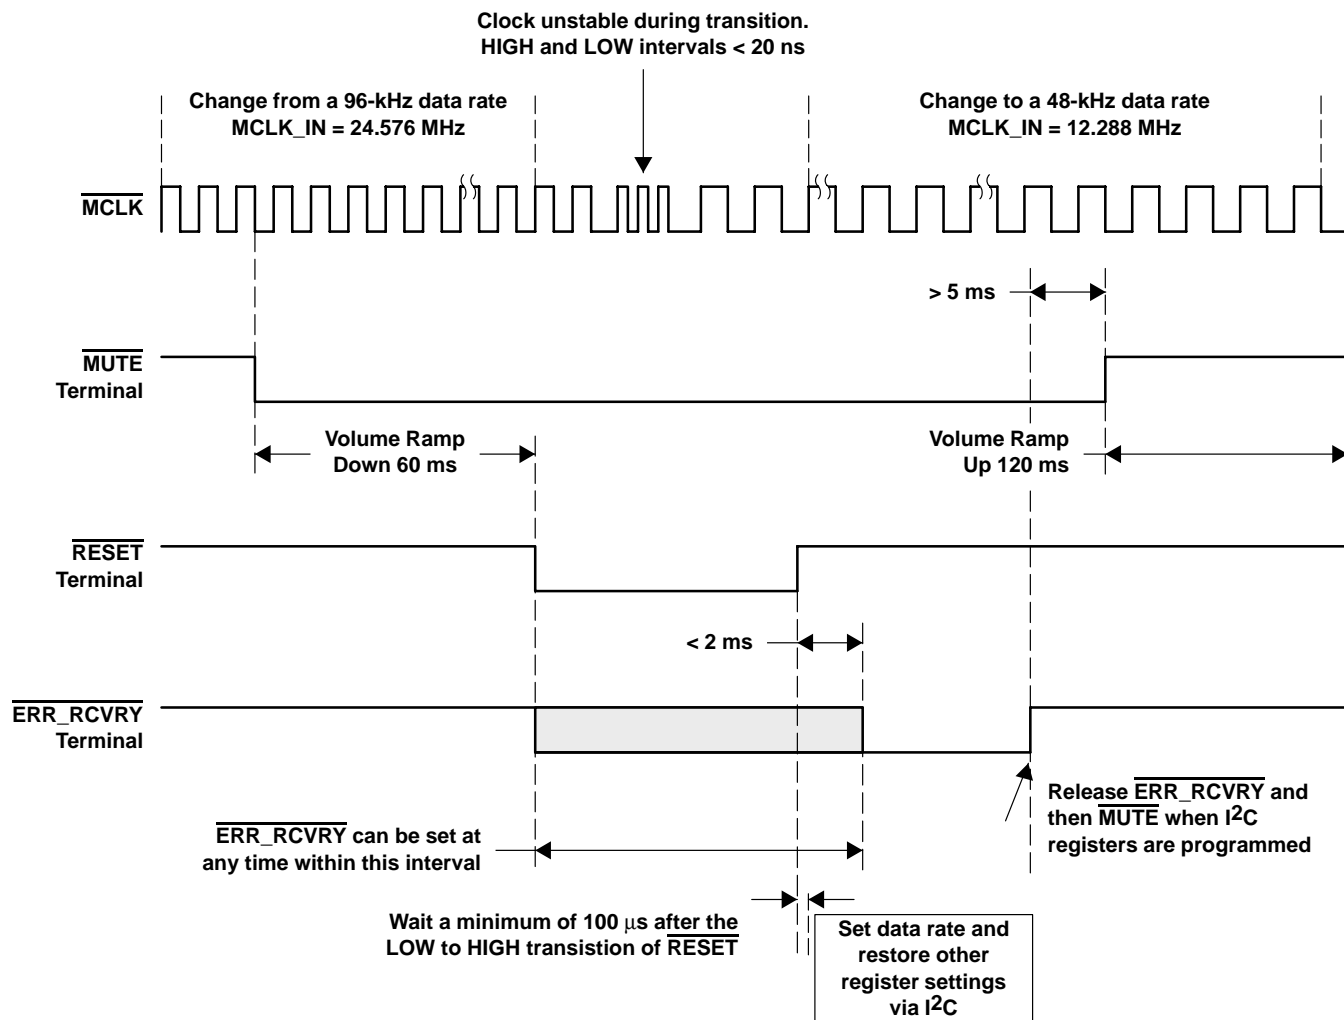 Clock unstable during transition.
HIGH and LOW intervals < 20 ns
Change from a 96-kHz data rate
MCLK_IN = 24.576 MHz
Change to a 48-kHz data rate
MCLK_IN = 12.288 MHz
MCLK
> 5 ms
MUTE
Terminal
Volume Ramp
Down 60 ms
Volume Ramp
Up 120 ms
RESET
Terminal
< 2 ms
ERR_RCVRY
Terminal
Release ERR_RCVRY and
then MUTE when I2C
registers are programmed
ERR_RCVRY can be set at
any time within this interval
Wait a minimum of 100 μs after the
LOW to HIGH transistion of RESET
Set data rate and
restore other
register settings
via I2C